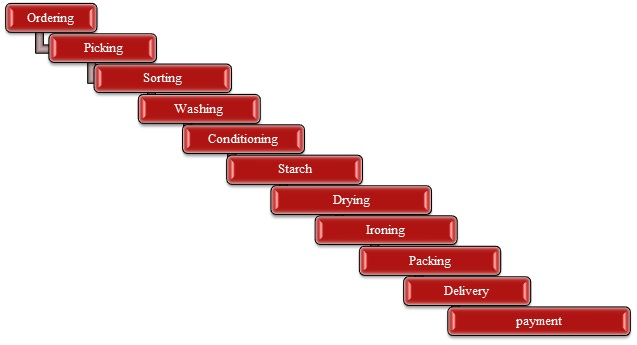 Ordering
Picking
Sorting
Washing
Conditioning
Starch
Drying
Ironing
Packing
Delivery
payment